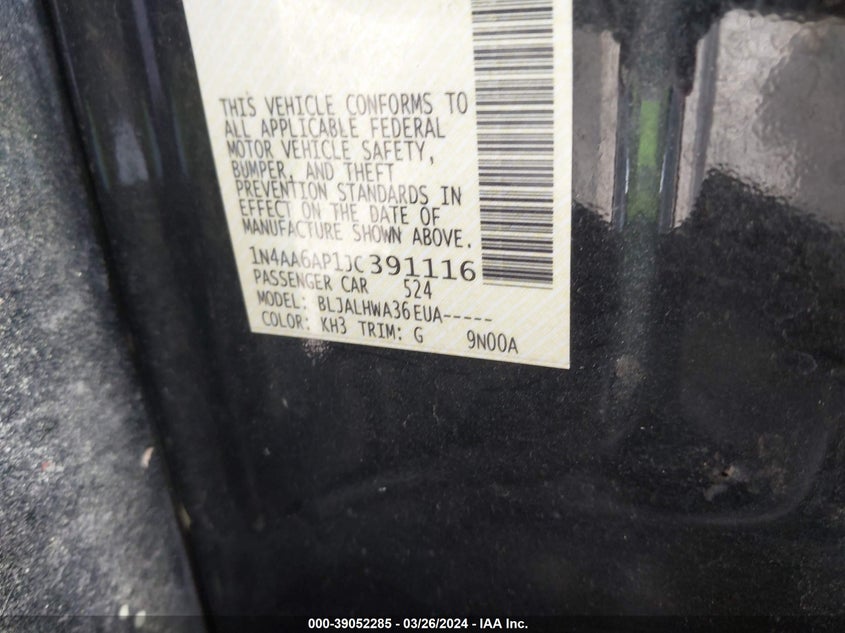 THIS VEHICLE CONFORMS TO
ALL APPLICABLE FEDERAL
MOTOR VEHICLE SAFETY,
BUMPER, AND THEFT
PREVENTION STANDARDS IN
EFFECT ON THE DATE OF
MANUFACTURE SHOWN ABOVE.
1N4AA6AP1JC391116
PASSENGER CAR 524
MODEL: BLJALHWA36EUA-----
COLOR: KH3 TRIM: G 9N00A
000-39052285 - 03/26/2024 - IAA Inc.